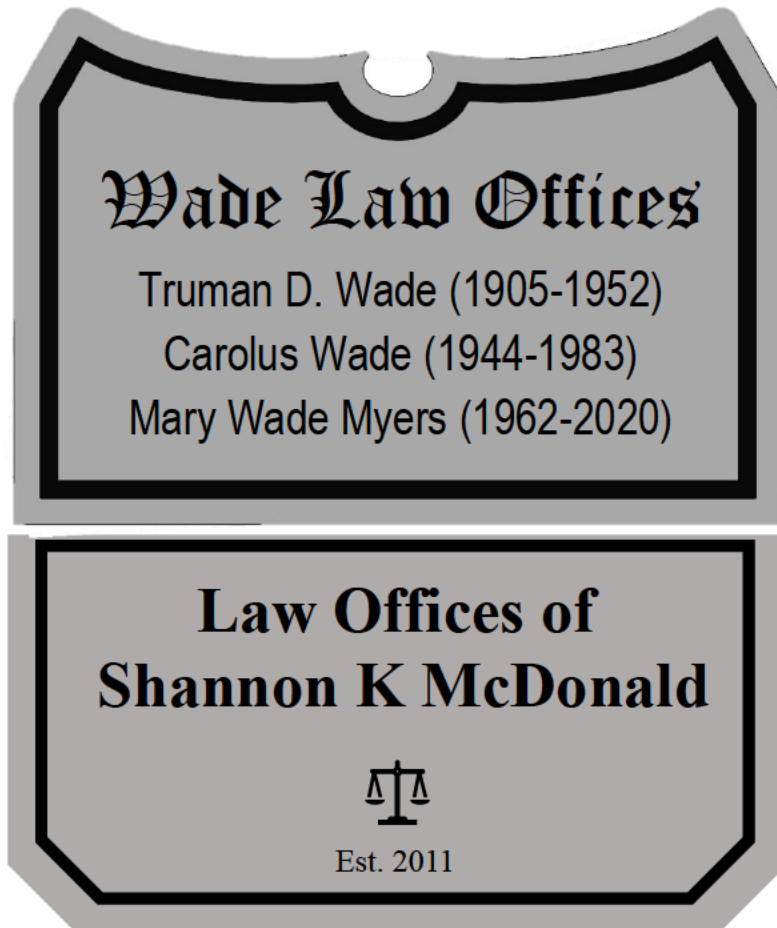 Wade Law Offices
Truman D. Wade (1905-1952)
Carolus Wade (1944-1983)
Mary Wade Myers (1962-2020)
Law Offices of
Shannon K McDonald
Est. 2011